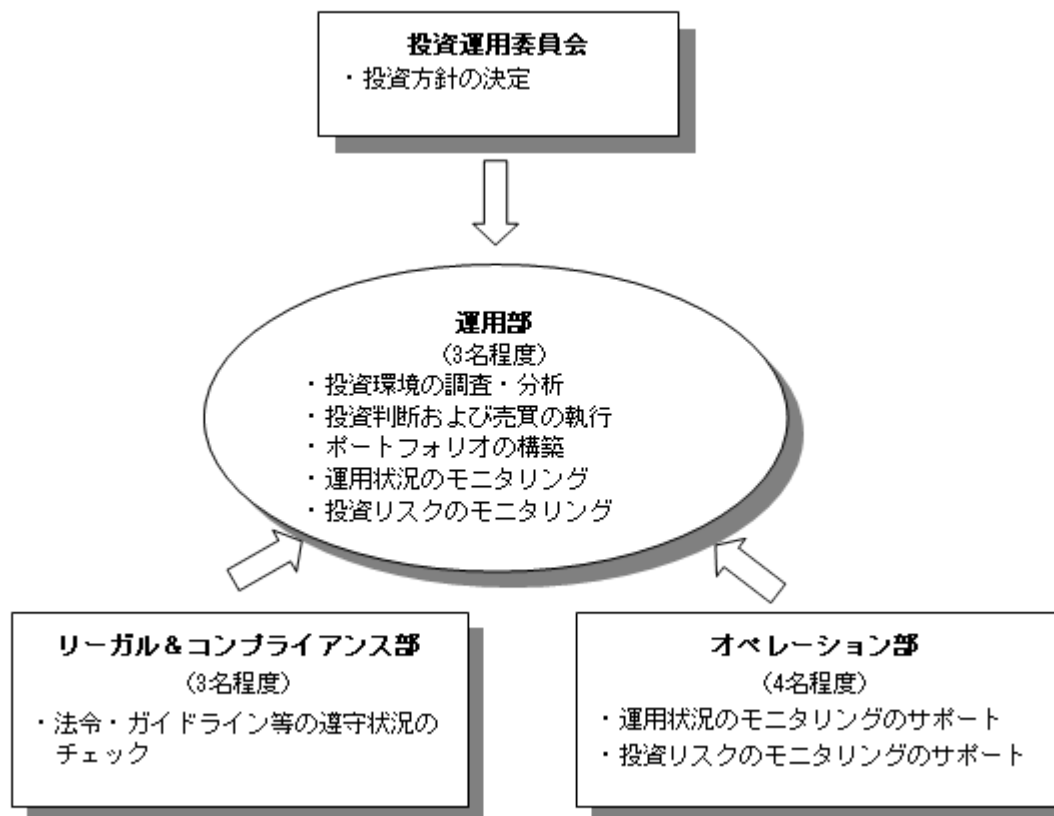 投資運用委員会
・投資方針の決定
運用部
(3名程度)
・投資環境の調査・分析
・投資判断および売買の執行
・ポートフォリオの構築
・運用状況のモニタリング
・投資リスクのモニタリング
リーガル＆コンプライアンス部
(3名程度)
・法令・ガイドライン等の遵守状況の
チェック
オペレーション部
(4名程度)
・運用状況のモニタリングのサポート
・投資リスクのモニタリングのサポート